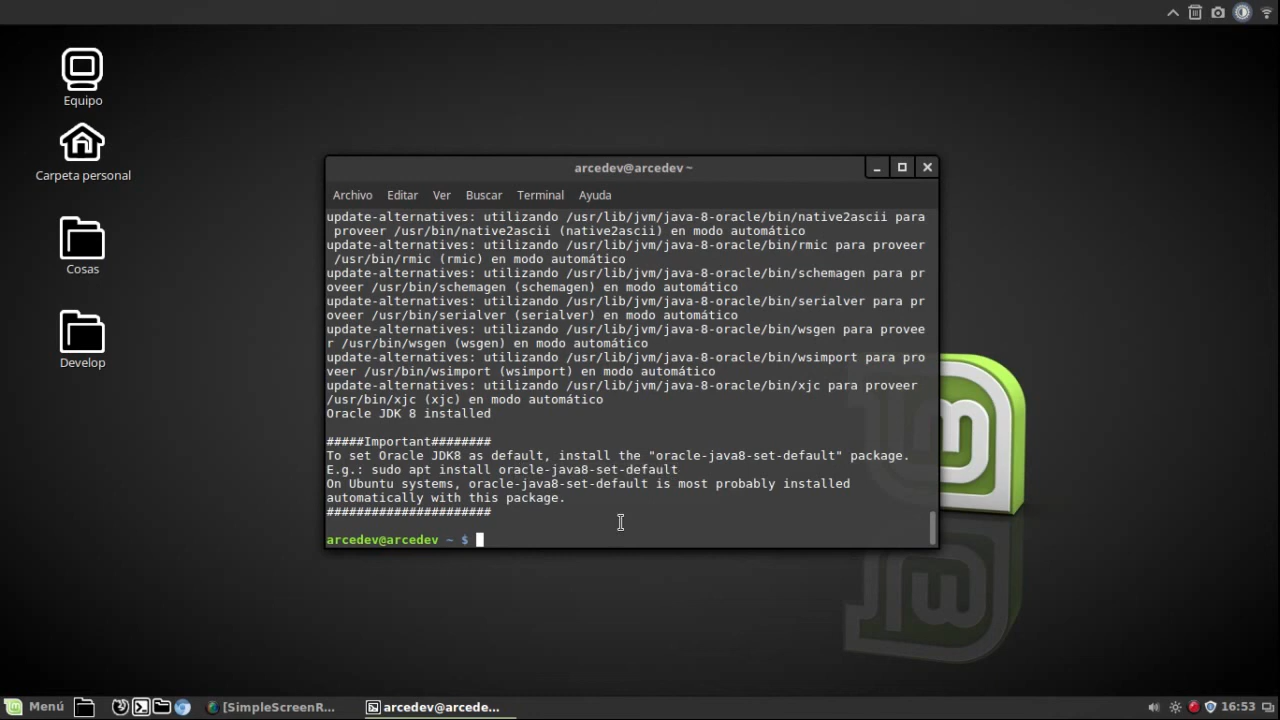 Equipo
Carpeta personal
Cosas
Develop
arcedev@arcedev ~
Archivo Editar Ver Buscar Terminal Ayuda
update-alternatives: utilizando /usr/lib/jvm/java-8-oracle/bin/native2ascii para
 proveer /usr/bin/native2ascii (native2ascii) en modo automático
update-alternatives: utilizando /usr/lib/jvm/java-8-oracle/bin/rmic para proveer
 /usr/bin/rmic (rmic) en modo automático
update-alternatives: utilizando /usr/lib/jvm/java-8-oracle/bin/schemagen para pr
oveer /usr/bin/schemagen (schemagen) en modo automático
update-alternatives: utilizando /usr/lib/jvm/java-8-oracle/bin/serialver para pr
oveer /usr/bin/serialver (serialver) en modo automático
update-alternatives: utilizando /usr/lib/jvm/java-8-oracle/bin/wsgen para provee
r /usr/bin/wsgen (wsgen) en modo automático
update-alternatives: utilizando /usr/lib/jvm/java-8-oracle/bin/wsimport para pro
veer /usr/bin/wsimport (wsimport) en modo automático
update-alternatives: utilizando /usr/lib/jvm/java-8-oracle/bin/xjc para proveer
/usr/bin/xjc (xjc) en modo automático
Oracle JDK 8 installed
#####Important########
To set Oracle JDK8 as default, install the "oracle-java8-set-default" package.
E.g.: sudo apt install oracle-java8-set-default
On Ubuntu systems, oracle-java8-set-default is most probably installed
automatically with this package.
######################
arcedev@arcedev ~ $
Menú [SimpleScreenR... arcedev@arcede... 16:53